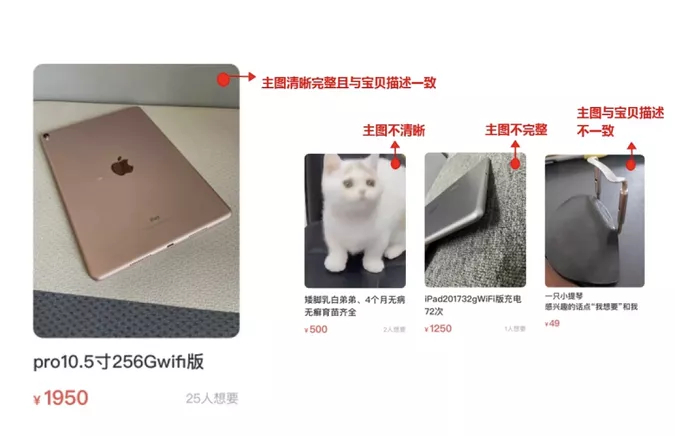 主图清晰完整且与宝贝描述一致
pro10.5寸256Gwifi版
¥ 1950
25人想要
主图不清晰
矮脚乳白弟弟、4个月无病
无癣育苗齐全
¥ 500
2人想要
主图不完整
iPad201732gWiFi版充电
72次
¥ 1250
1人想要
主图与宝贝描述
不一致
一只小提琴
感兴趣的话点“我想要”和我
¥ 49